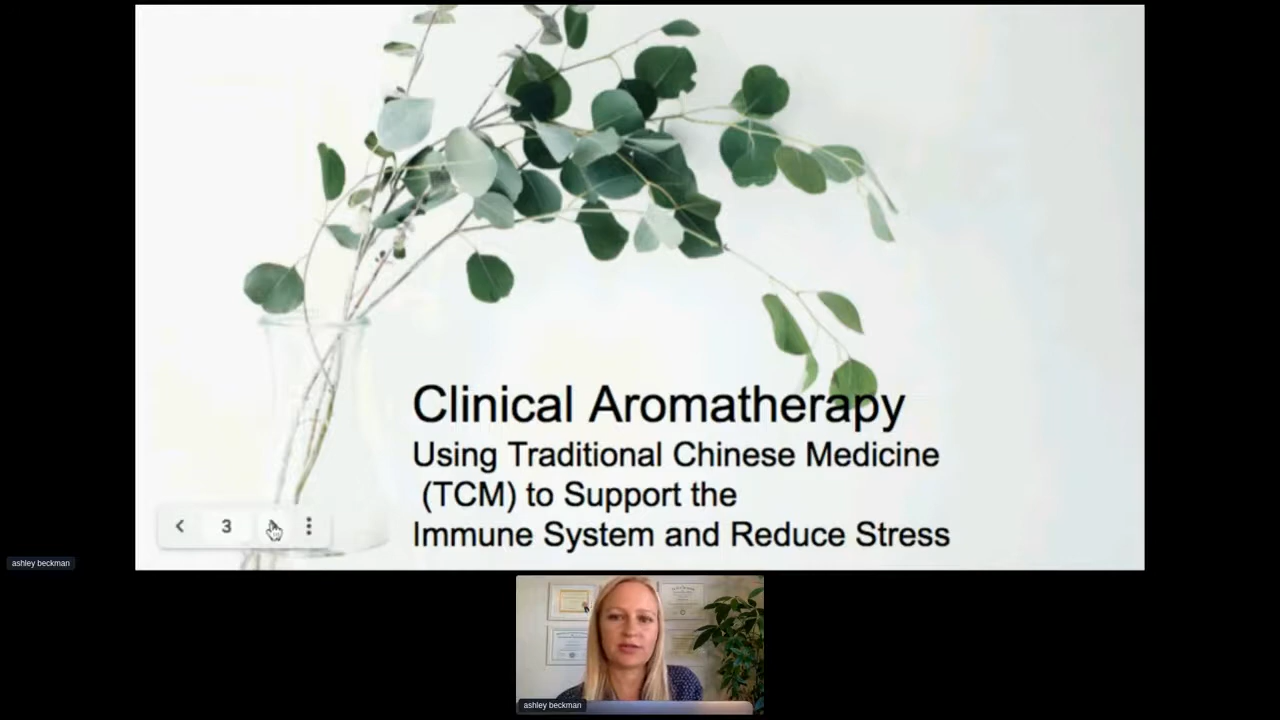 Clinical Aromatherapy
Using Traditional Chinese Medicine
(TCM) to Support the
Immune System and Reduce Stress
3
ashley beckman
ashley beckman